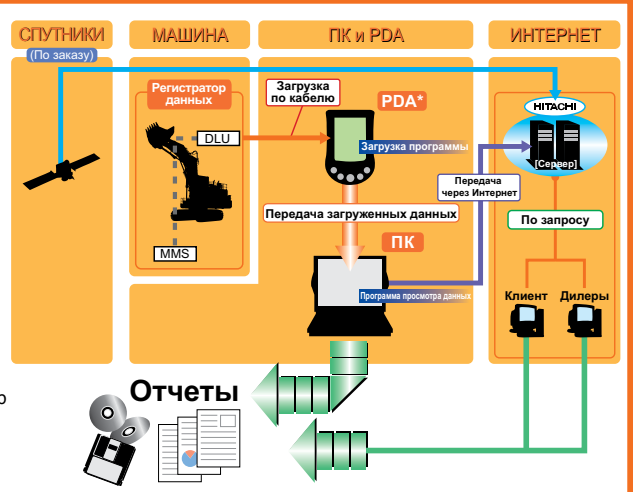 СПУТНИКИ
(По заказу)
МАШИНА
ПК и PDA
ИНТЕРНЕТ
Регистратор
данных
DLU
MMS
Загрузка
по кабелю
PDA*
Загрузка программы
Передача загруженных данных
ПК
Программа просмотра данных
Передача
через Интернет
HITACHI
[Сервер]
По запросу
Клиент
Дилеры
Отчеты
о